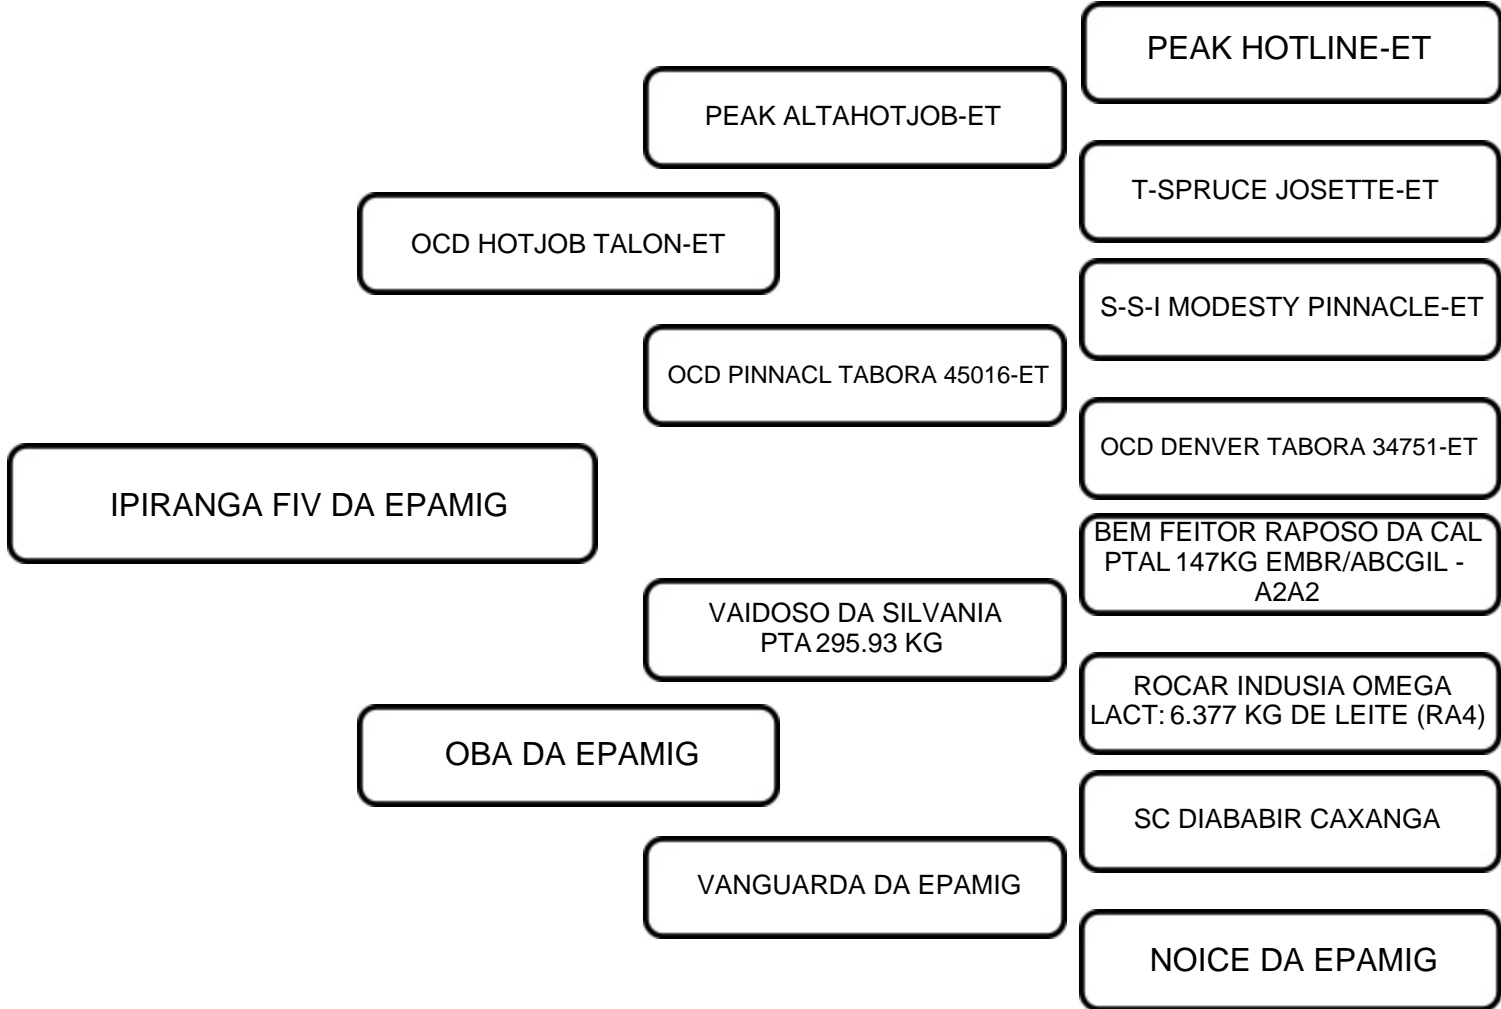 PEAK HOTLINE-ET
PEAK ALTAHOTJOB-ET
T-SPRUCE JOSETTE-ET
OCD HOTJOB TALON-ET
S-S-I MODESTY PINNACLE-ET
OCD PINNACL TABORA 45016-ET
OCD DENVER TABORA 34751-ET
IPIRANGA FIV DA EPAMIG
BEM FEITOR RAPOSO DA CAL
PTAL 147KG EMBR/ABCGIL -
A2A2
VAIDOSO DA SILVANIA
PTA 295.93 KG
ROCAR INDUSIA OMEGA
LACT: 6.377 KG DE LEITE (RA4)
OBA DA EPAMIG
SC DIABABIR CAXANGA
VANGUARDA DA EPAMIG
NOICE DA EPAMIG